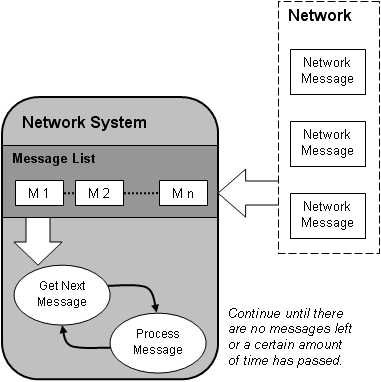 Network
Network
Message
Network
Message
Network
Message
Network System
Message List
M 1
M 2
M n
Get Next
Message
Process
Message
Continue until there
are no messages left
or a certain amount
of time has passed.